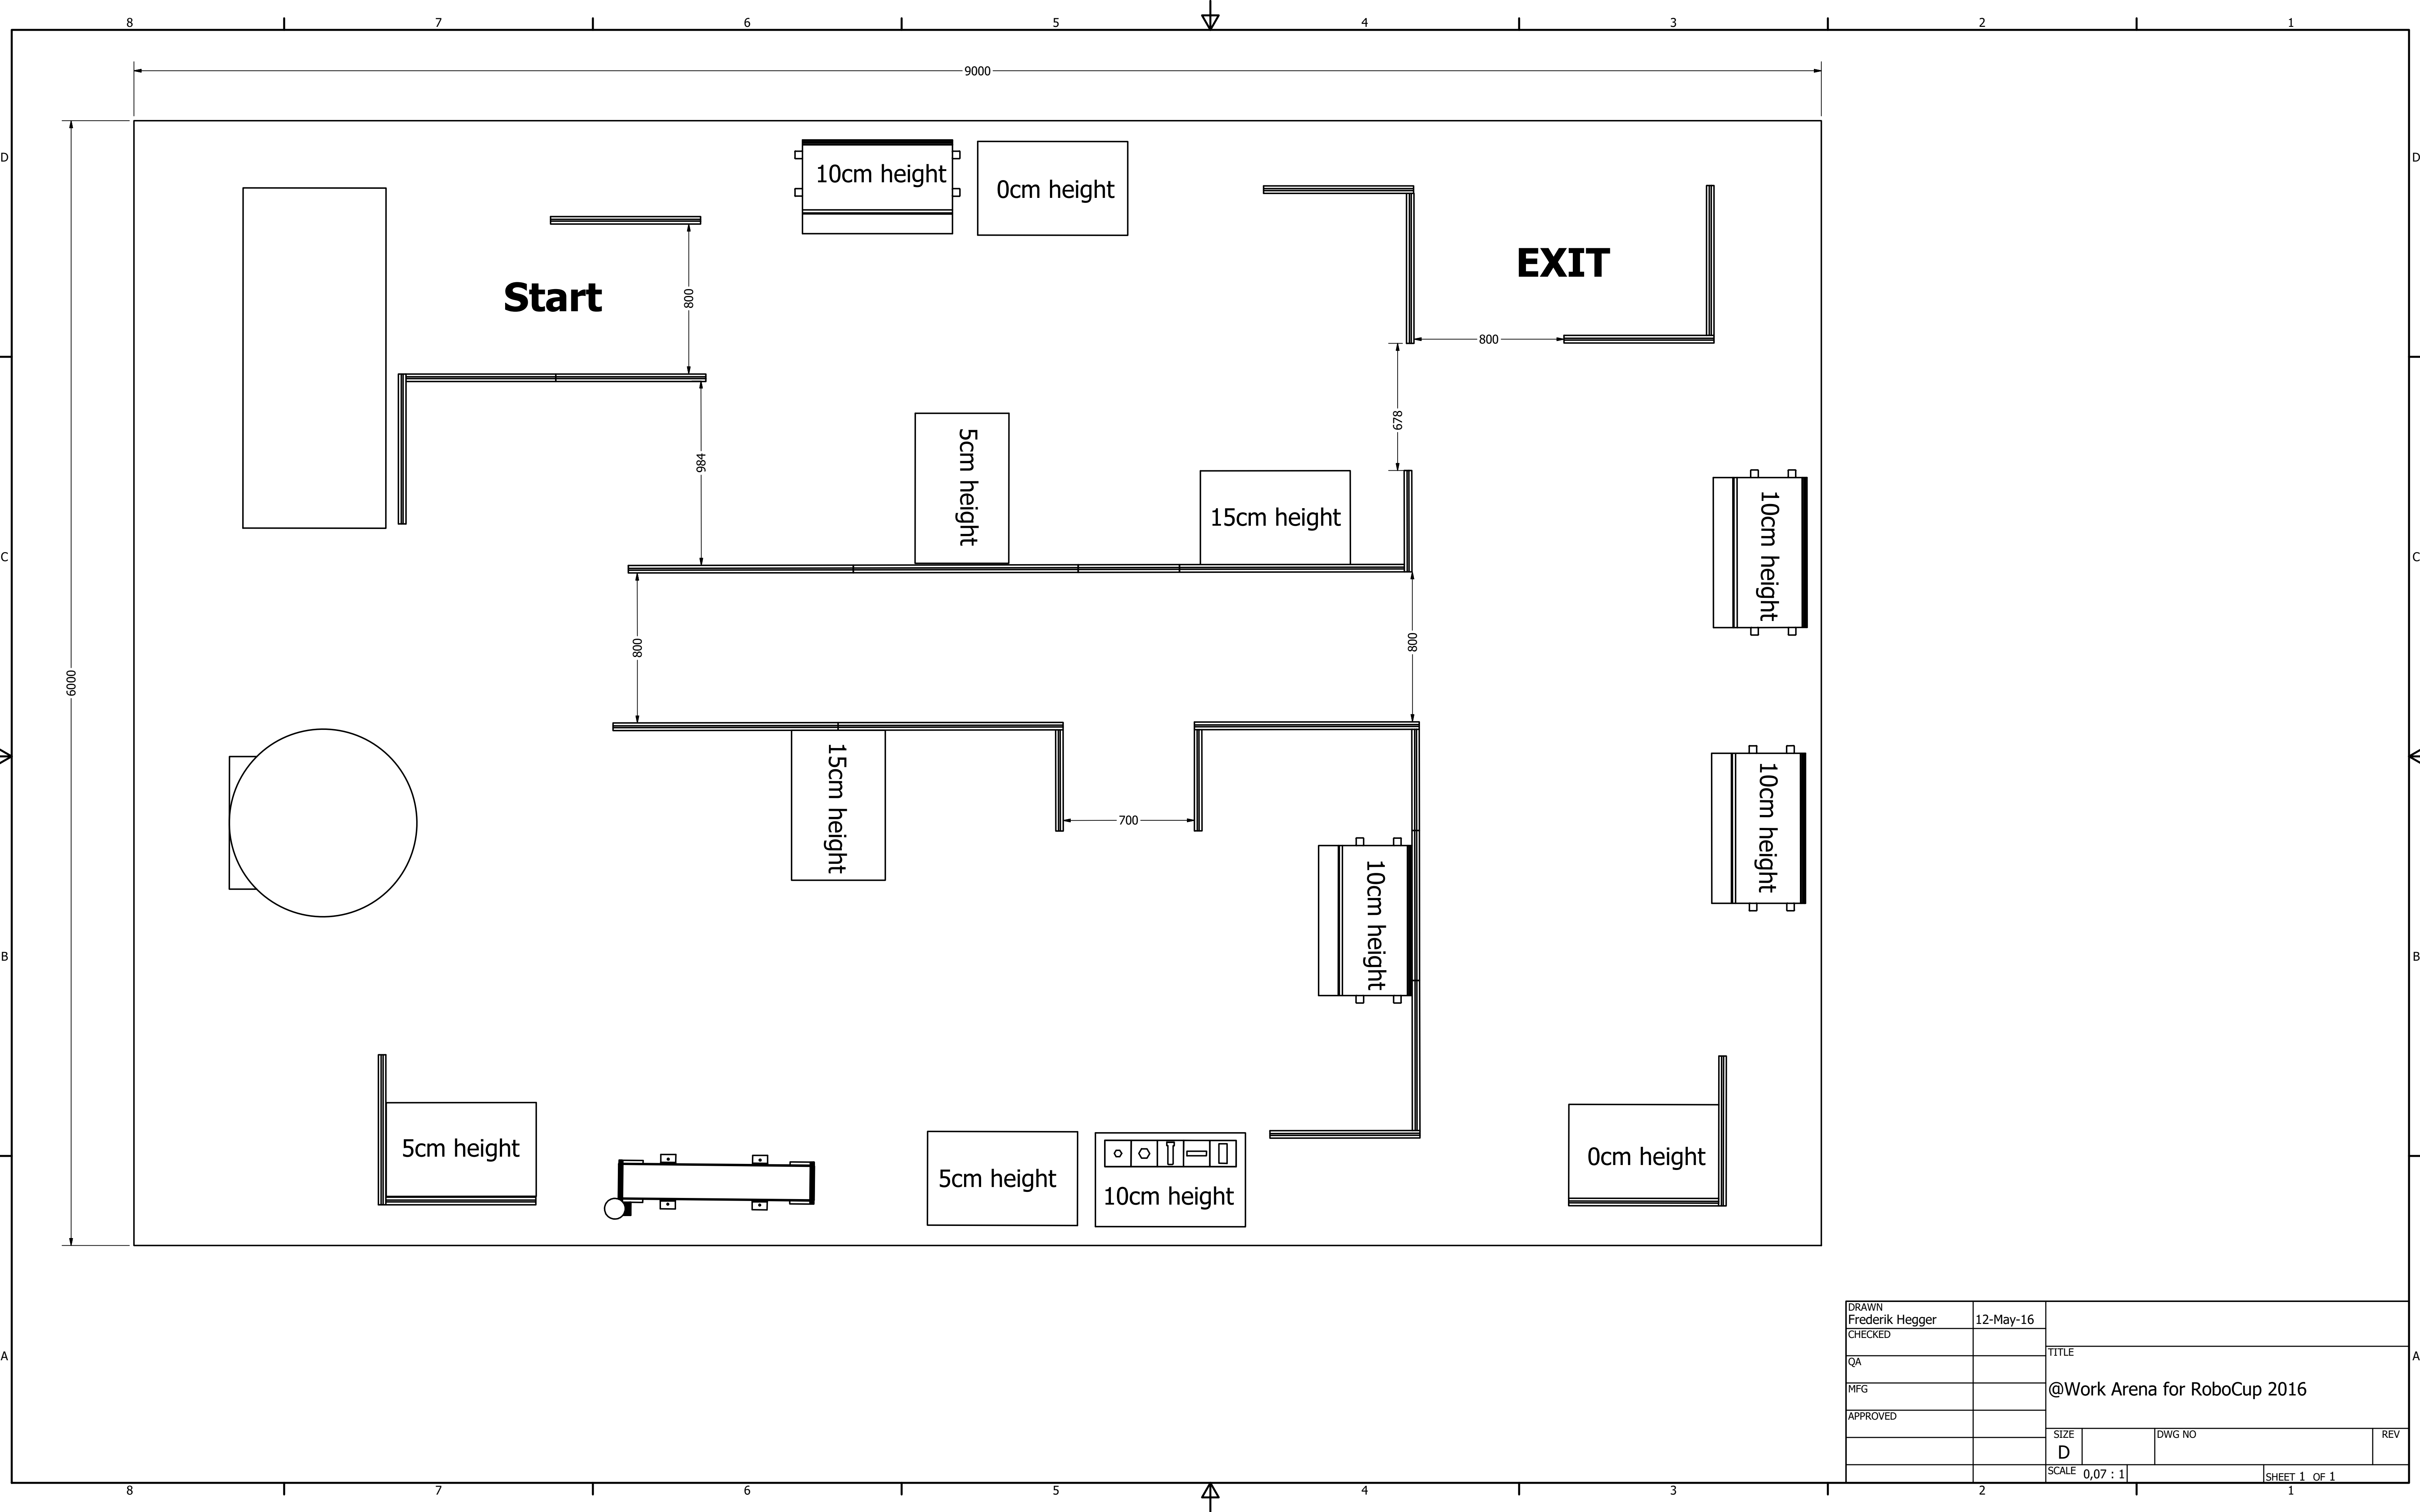 8 7 6 5 4 3 2 1
9000
D D
10cm height
0cm height
Start
800
EXIT
800
678
984
5cm height
15cm height
10cm height
C C
6000
800
800
15cm height
700
10cm height
10cm height
B B
5cm height
5cm height
10cm height
0cm height
A A
DRAWN
Frederik Hegger 12-May-16
CHECKED
QA
MFG
APPROVED
TITLE
@Work Arena for RoboCup 2016
SIZE
D
DWG NO
REV
SCALE 0,07 : 1
SHEET 1 OF 1
8 7 6 5 4 3 2 1